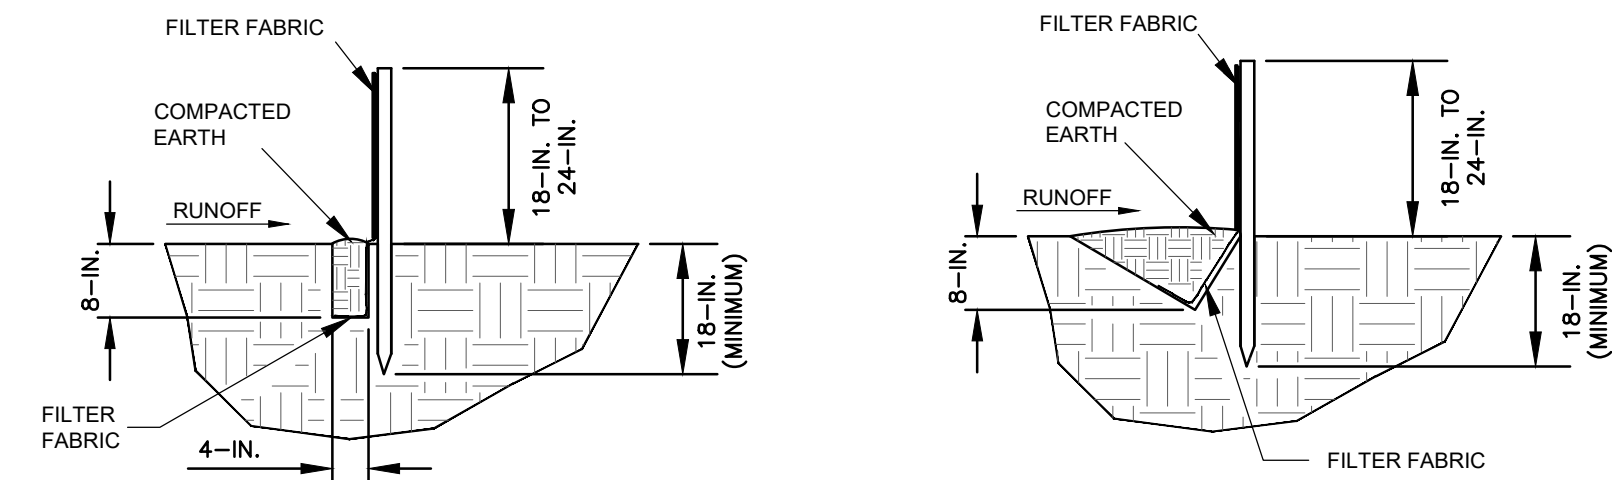 FILTER FABRIC
COMPACTED
EARTH
RUNOFF
8-IN.
18-IN. TO
24-IN.
18-IN.
(MINIMUM)
FILTER
FABRIC
4-IN.
FILTER FABRIC
COMPACTED
EARTH
RUNOFF
8-IN.
18-IN. TO
24-IN.
18-IN.
(MINIMUM)
FILTER FABRIC